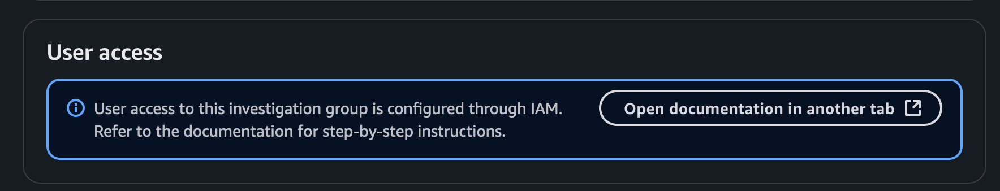 User access
User access to this investigation group is configured through IAM.
Refer to the documentation for step-by-step instructions.
Open documentation in another tab